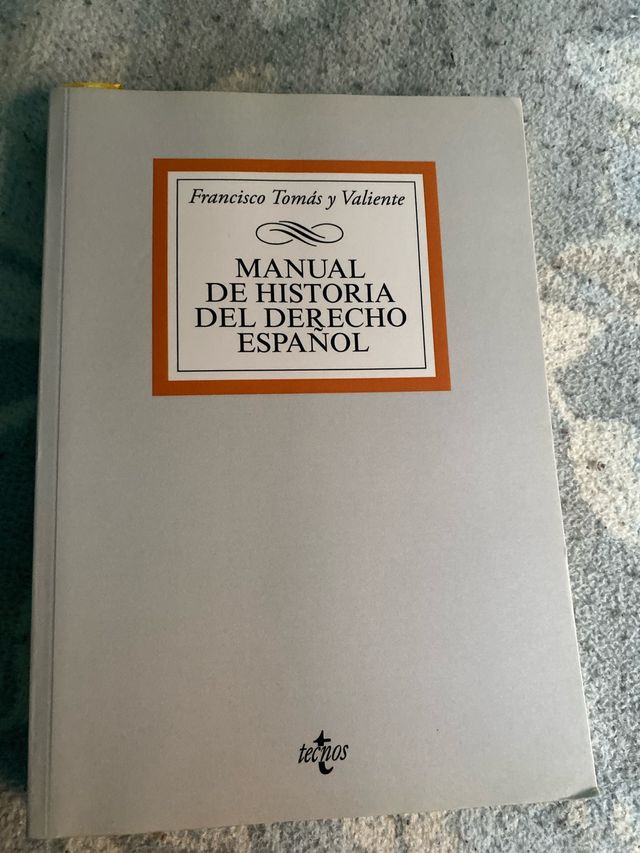 Francisco Tomás y Valiente
MANUAL
DE HISTORIA
DEL DERECHO
ESPAÑOL
tecnos